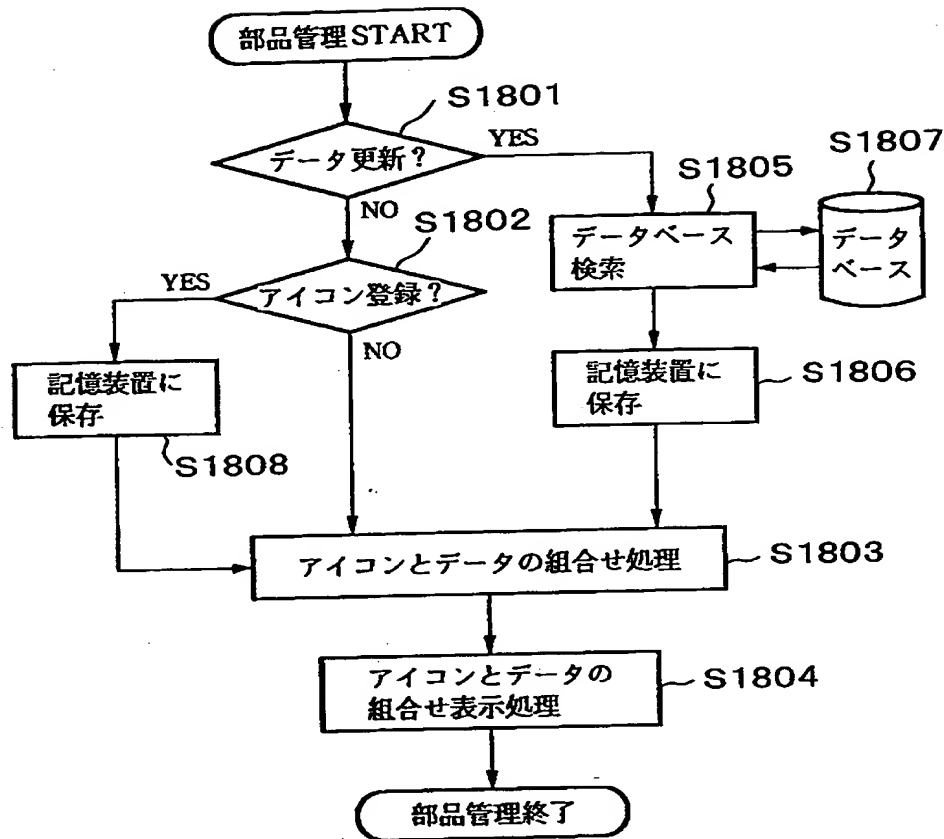 部品管理START
S1801
データ更新？
YES
NO
S1802
S1805
S1807
データベース
検索
データ
ベース
アイコン登録？
YES
NO
記憶装置に
保存
S1808
記憶装置に
保存
S1806
アイコンとデータの組合せ処理
S1803
アイコンとデータの
組合せ表示処理
S1804
部品管理終了